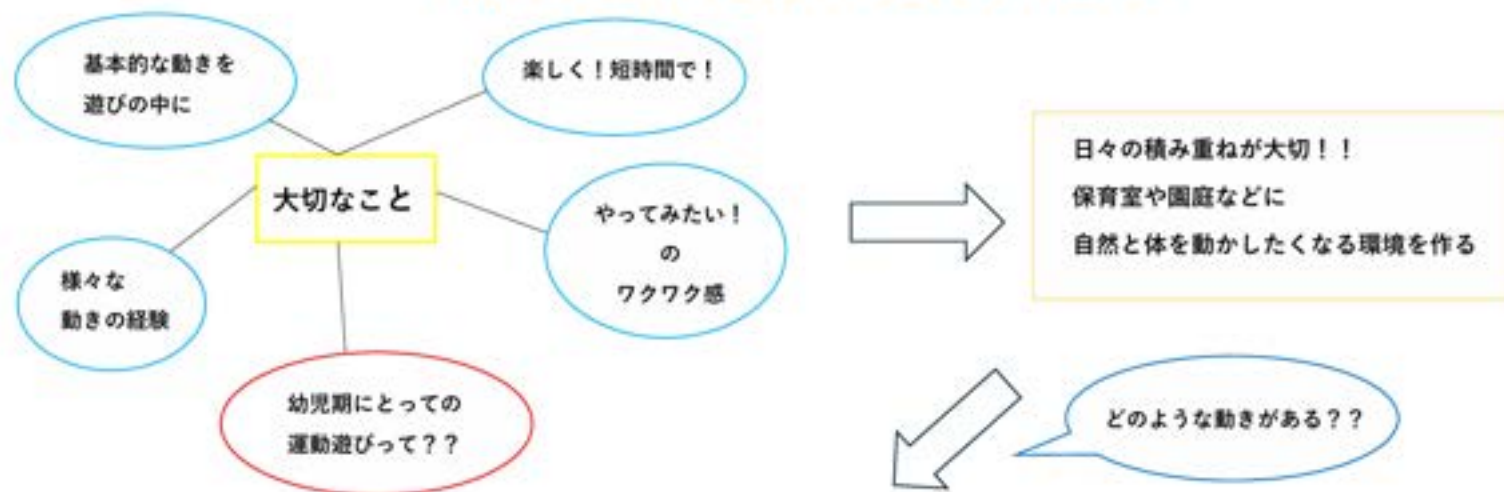 基本的な動きを
遊びの中に
楽しく！短時間で！
大切なこと
やってみたい！
の
ワクワク感
様々な
動きの経験
幼児期にとっての
運動遊びって？？
日々の積み重ねが大切！！
保育室や園庭などに
自然と体を動かしたくなる環境を作る
どのような動きがある？？